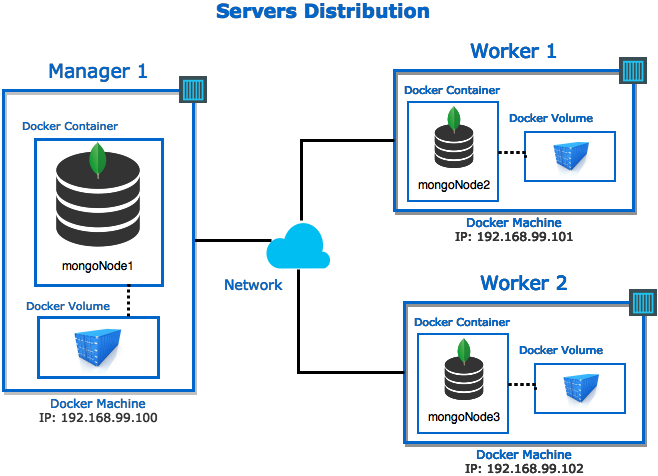 Servers Distribution
Manager 1
Docker Container
mongoNode1
Docker Volume
Docker Machine
IP: 192.168.99.100
Network
Worker 1
Docker Container
mongoNode2
Docker Volume
Docker Machine
IP: 192.168.99.101
Worker 2
Docker Container
mongoNode3
Docker Volume
Docker Machine
IP: 192.168.99.102